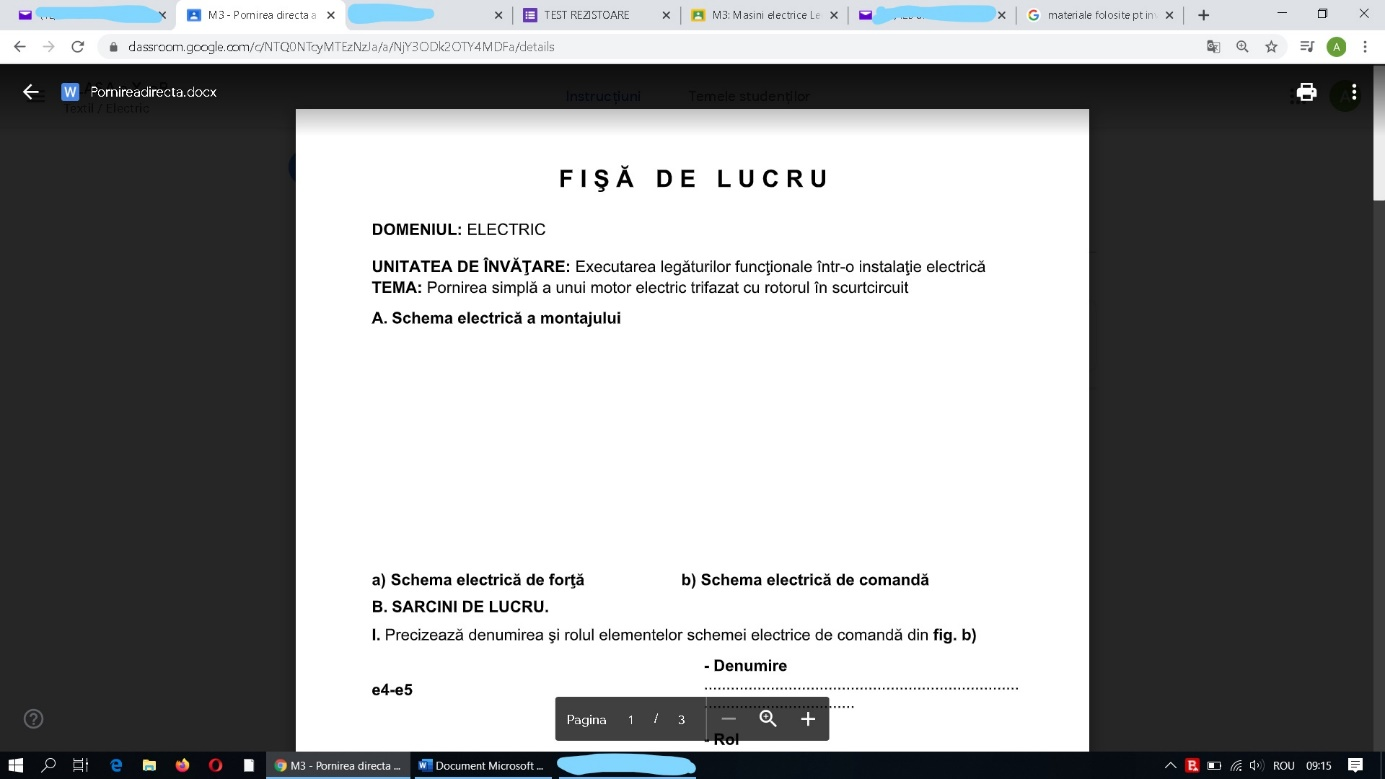 M3 - Pornirea directa a
TEST REZISTOARE
M3: Masini electrice Le
materiale folosite pt in
classroom.google.com/c/NTQ0NTcyMTEzNzJa/a/NjY3ODk2OTY4MDFa/details
A
W Pornireadirecta.docx
Textil / Electric
Instrucțiuni Temele studenților
FIŞĂ DE LUCRU
DOMENIUL: ELECTRIC
UNITATEA DE ÎNVĂŢARE: Executarea legăturilor funcţionale într-o instalaţie electrică
TEMA: Pornirea simplă a unui motor electric trifazat cu rotorul în scurtcircuit
A. Schema electrică a montajului
a) Schema electrică de forţă b) Schema electrică de comandă
B. SARCINI DE LUCRU.
I. Precizează denumirea şi rolul elementelor schemei electrice de comandă din fig. b)
- Denumire
e4-e5
Pagina 1 / 3
- Rol
M3 - Pornirea directa ... Document Microsoft ... ROU 09:15